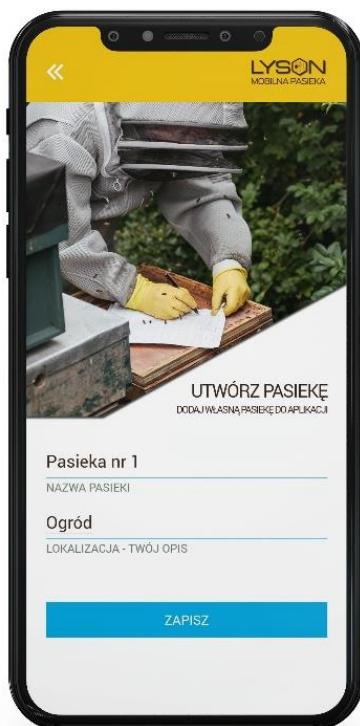 LYSON
MOBILNA PASIEKA
UTWÓRZ PASIEKĘ
DODAJ WŁASNĄ PASIEKĘ DO APLIKACJI
Pasieka nr 1
NAZWA PASIEKI
Ogród
LOKALIZACJA - TWÓJ OPIS
ZAPISZ